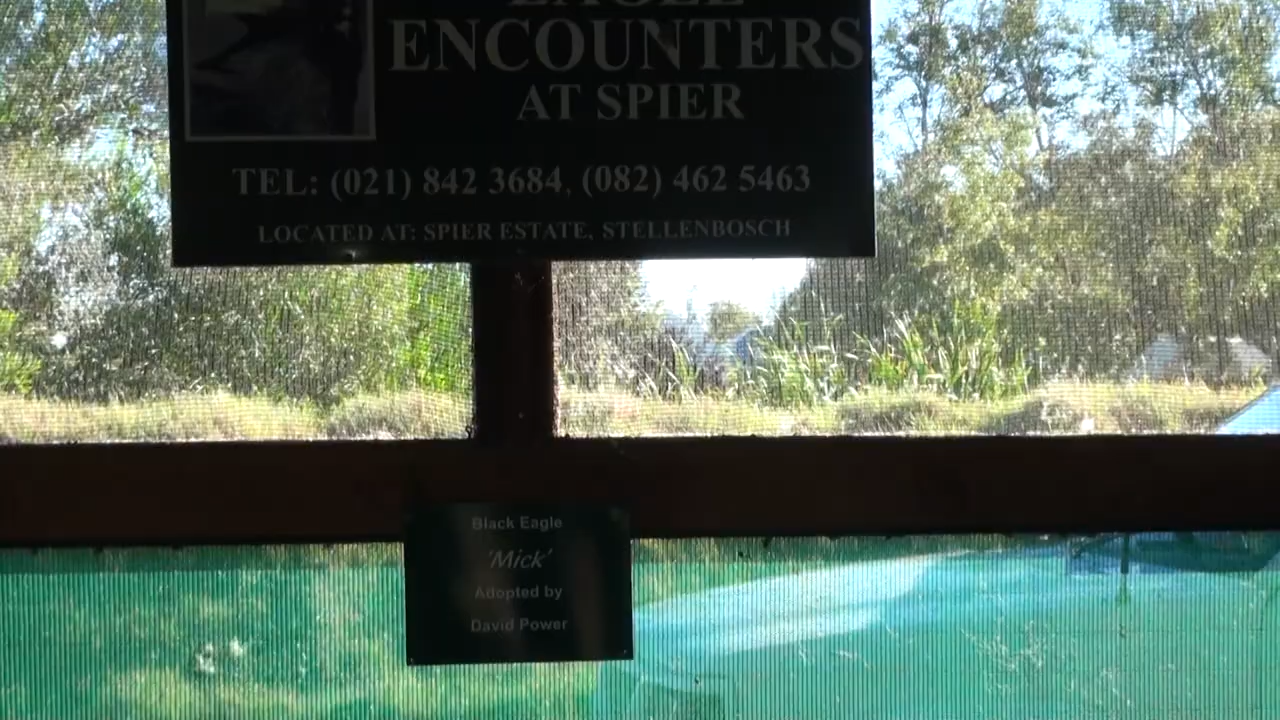 EAGLE
ENCOUNTERS
AT SPIER
TEL: (021) 842 3684, (082) 462 5463
LOCATED AT: SPIER ESTATE, STELLENBOSCH
Black Eagle
'Mick'
Adopted by
David Power